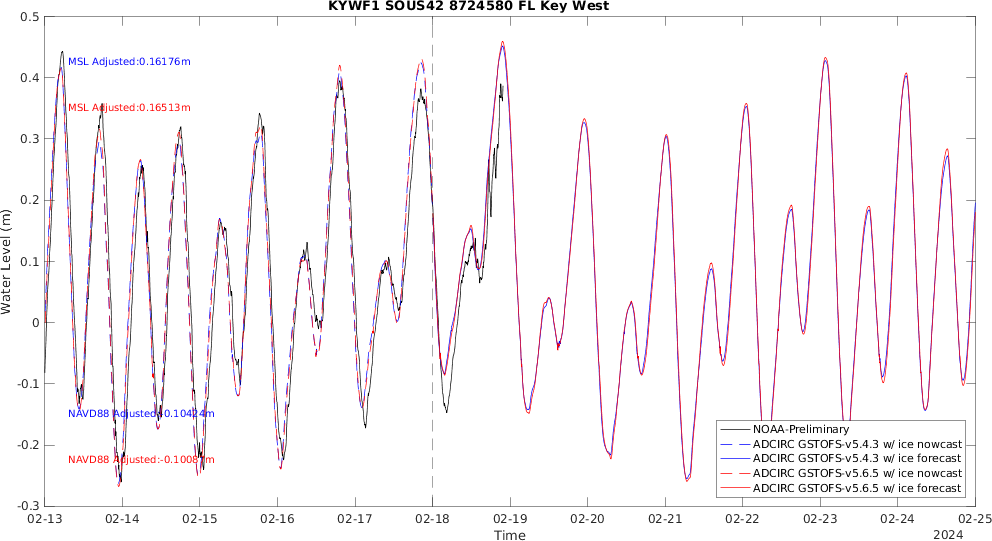 KYWF1 SOUS42 8724580 FL Key West
0.5
0.4
0.3
0.2
0.1
0
-0.1
-0.2
-0.3
Water Level (m)
MSL Adjusted:0.16176m
MSL Adjusted:0.16513m
NAVD88 Adjusted:-0.10424m
NAVD88
NOAA-Preliminary
ADCIRC GSTOFS-v5.4.3 w/ ice nowcast
ADCIRC GSTOFS-v5.4.3 w/ ice forecast
ADCIRC GSTOFS-v5.6.5 w/ ice nowcast
ADCIRC GSTOFS-v5.6.5 w/ ice forecast
02-13 02-14 02-15 02-16 02-17 02-18 02-19 02-20 02-21 02-22 02-23 02-24 02-25
Time
2024